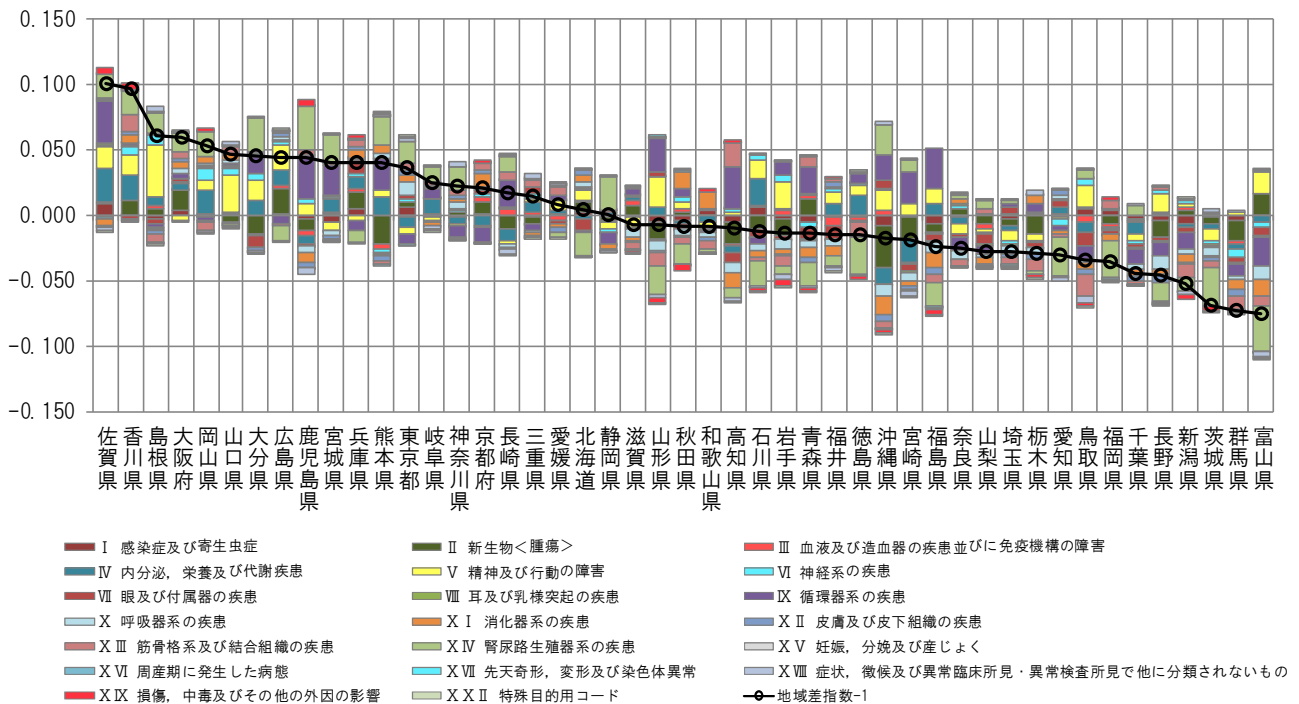 0.150
0.100
0.050
0.000
-0.050
-0.100
-0.150
佐賀県
香川県
島根県
大阪府
岡山県
山口県
大分県
広島県
鹿児島県
宮城県
兵庫県
熊本県
東京都
岐阜県
神奈川県
京都府
長崎県
三重県
愛媛県
北海道
静岡県
滋賀県
山形県
秋田県
和歌山県
高知県
石川県
岩手県
青森県
福井県
徳島県
沖縄県
宮崎県
福島県
奈良県
山梨県
埼玉県
栃木県
愛知県
鳥取県
福岡県
千葉県
長野県
新潟県
茨城県
群馬県
富山県
Ⅰ 感染症及び寄生虫症
Ⅱ 新生物<腫瘍>
Ⅲ 血液及び造血器の疾患並びに免疫機構の障害
Ⅳ 内分泌，栄養及び代謝疾患
Ⅴ 精神及び行動の障害
Ⅵ 神経系の疾患
Ⅶ 眼及び付属器の疾患
Ⅷ 耳及び乳様突起の疾患
Ⅸ 循環器系の疾患
Ⅹ 呼吸器系の疾患
ⅩⅠ 消化器系の疾患
ⅩⅡ 皮膚及び皮下組織の疾患
ⅩⅢ 筋骨格系及び結合組織の疾患
ⅩⅣ 腎尿路生殖器系の疾患
ⅩⅤ 妊娠，分娩及び産じょく
ⅩⅥ 周産期に発生した病態
ⅩⅦ 先天奇形，変形及び染色体異常
ⅩⅧ 症状，徴候及び異常臨床所見・異常検査所見で他に分類されないもの
ⅩⅨ 損傷，中毒及びその他の外因の影響
ⅩⅩⅡ 特殊目的用コード
地域差指数-1